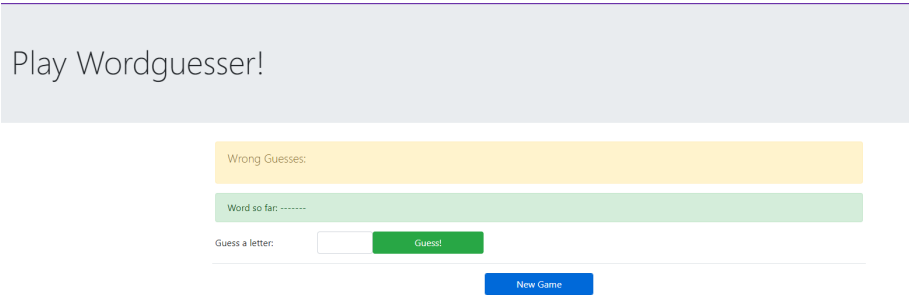 Play Wordguesser!
Wrong Guesses:
Word so far: -------
Guess a letter: Guess!
New Game